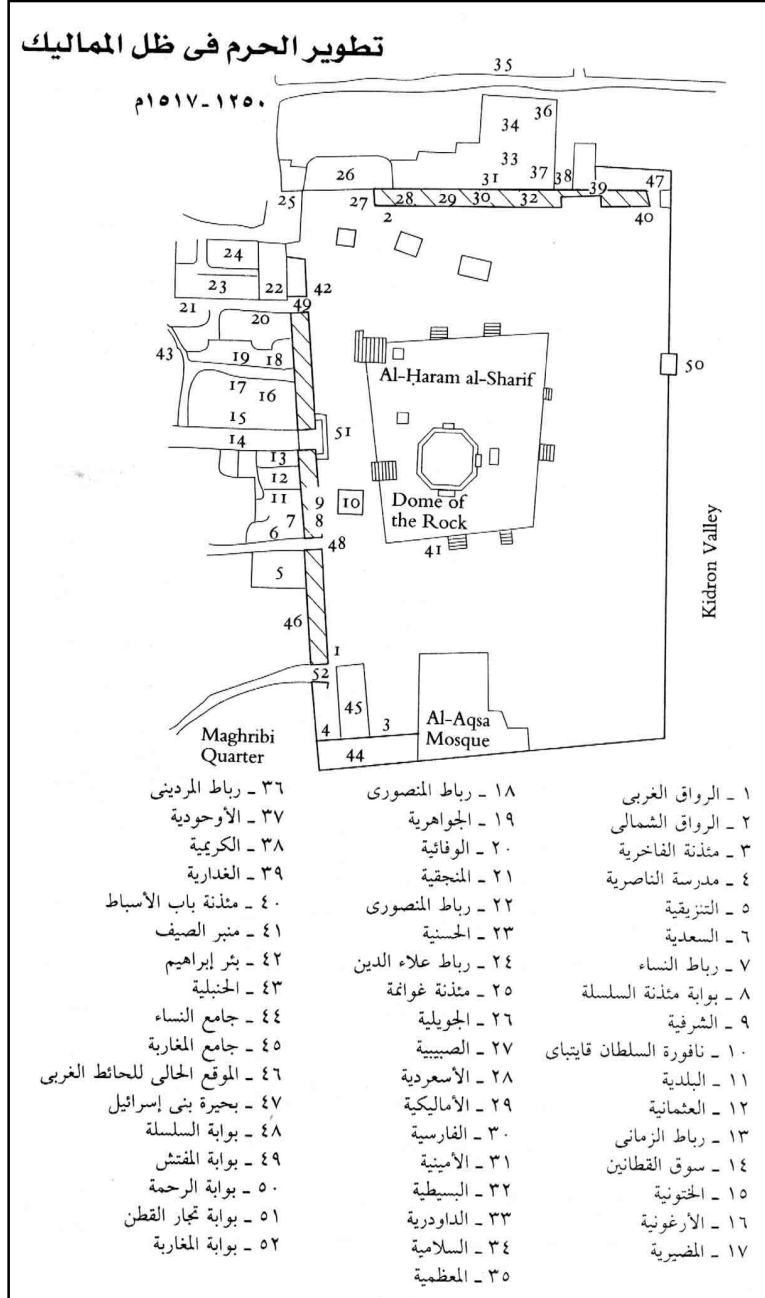 تطوير الحرم فى ظل المماليك
١٢٥٠-١٥١٧م
35
36
34
33
26
31
37
38
39
47
25
27
28
29
30
32
40
2
24
23
22
42
21
49
20
43
19
18
50
Al-Ḥaram al-Sharif
17
16
15
51
14
13
12
11
9
10
Dome of
the Rock
7
8
6
48
41
5
Kidron Valley
46
1
52
45
3
Al-Aqsa
Mosque
4
Maghribi
Quarter
44
١ ـ الرواق الغربى
٢ ـ الرواق الشمالى
٣ ـ مئذنة الفاخرية
٤ ـ مدرسة الناصرية
٥ ـ التنزيقية
٦ ـ السعدية
٧ ـ رباط النساء
٨ ـ بوابة مئذنة السلسلة
٩ ـ الشرفية
١٠ ـ نافورة السلطان قايتباى
١١ ـ البلدية
١٢ ـ العثمانية
١٣ ـ رباط الزمانى
١٤ ـ سوق القطانين
١٥ ـ الختونية
١٦ ـ الأرغونية
١٧ ـ المضيرية
١٨ ـ رباط المنصورى
١٩ ـ الجواهرية
٢٠ ـ الوفائية
٢١ ـ المنجقية
٢٢ ـ رباط المنصورى
٢٣ ـ الحسنية
٢٤ ـ رباط علاء الدين
٢٥ ـ مئذنة غوانمة
٢٦ ـ الجويلية
٢٧ ـ الصبيبية
٢٨ ـ الأسعردية
٢٩ ـ الأماليكية
٣٠ ـ الفارسية
٣١ ـ الأمينية
٣٢ ـ البسيطية
٣٣ ـ الداودرية
٣٤ ـ السلامية
٣٥ ـ المعظمية
٣٦ ـ رباط المردينى
٣٧ ـ الأوحودية
٣٨ ـ الكريمية
٣٩ ـ الغدارية
٤٠ ـ مئذنة باب الأسباط
٤١ ـ منبر الصيف
٤٢ ـ بئر إبراهيم
٤٣ ـ الحنبلية
٤٤ ـ جامع النساء
٤٥ ـ جامع المغاربة
٤٦ ـ الموقع الحالى للحائط الغربى
٤٧ ـ بحيرة بنى إسرائيل
٤٨ ـ بوابة السلسلة
٤٩ ـ بوابة المفتش
٥٠ ـ بوابة الرحمة
٥١ ـ بوابة تجار القطن
٥٢ ـ بوابة المغاربة